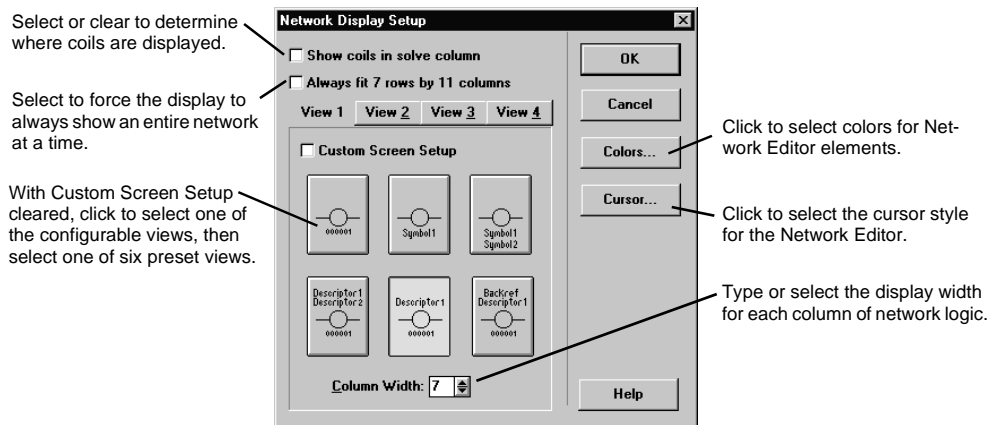 Select or clear to determine
where coils are displayed.
Select to force the display to
always show an entire network
at a time.
With Custom Screen Setup
cleared, click to select one of
the configurable views, then
select one of six preset views.
Network Display Setup
Show coils in solve column
Always fit 7 rows by 11 columns
View 1 View 2 View 3 View 4
Custom Screen Setup
000001
Symbol1
Symbol1
Symbol2
Descriptor1
Descriptor2
000001
Descriptor1
000001
Backref
Descriptor1
000001
Column Width: 7
OK
Cancel
Colors...
Cursor...
Help
Click to select colors for Net-
work Editor elements.
Click to select the cursor style
for the Network Editor.
Type or select the display width
for each column of network logic.